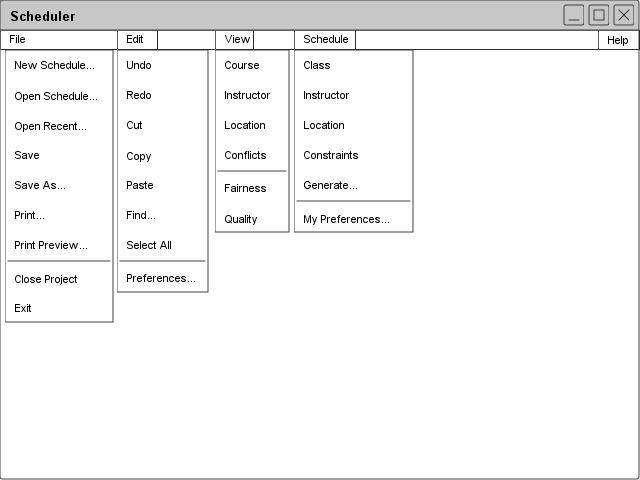 Scheduler
File Edit View Schedule Help
New Schedule...
Open Schedule...
Open Recent...
Save
Save As...
Print...
Print Preview...
Close Project
Exit
Undo
Redo
Cut
Copy
Paste
Find...
Select All
Preferences...
Course
Instructor
Location
Conflicts
Fairness
Quality
Class
Instructor
Location
Constraints
Generate...
My Preferences...